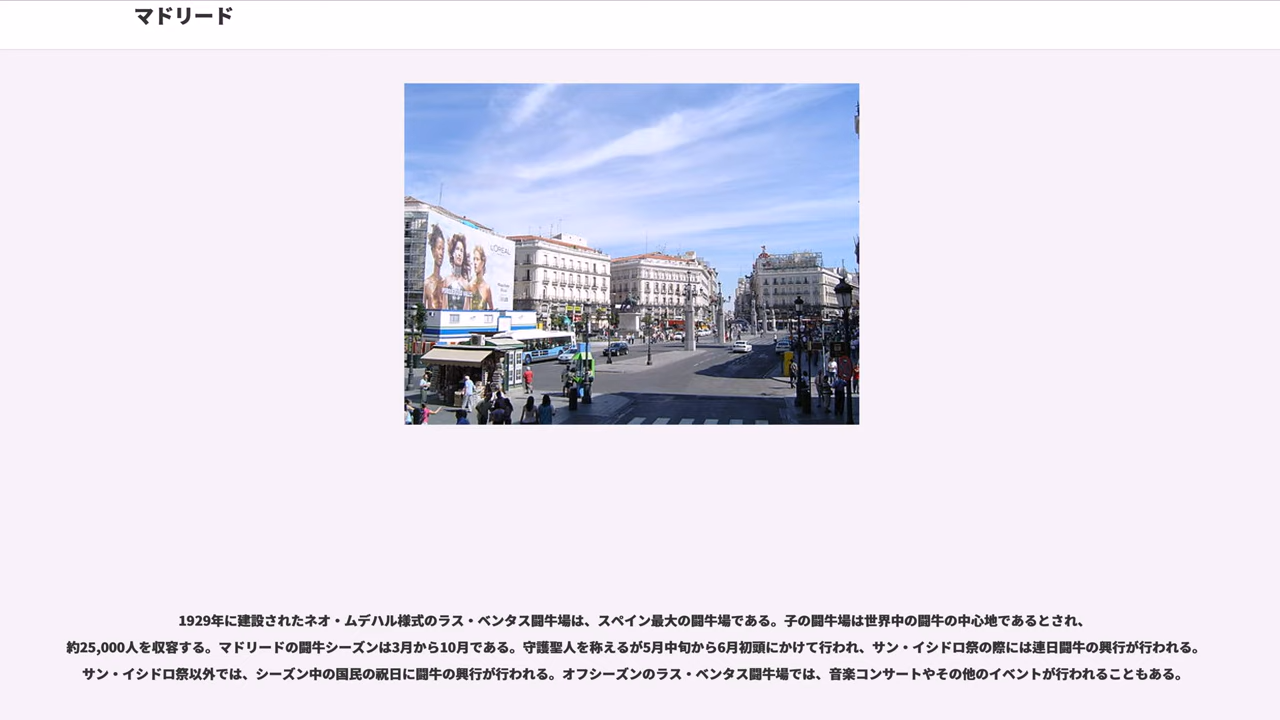 マドリード
L'OREAL
1929年に建設されたネオ・ムデハル様式のラス・ベンタス闘牛場は、スペイン最大の闘牛場である。子の闘牛場は世界中の闘牛の中心地であるとされ、
約25,000人を収容する。マドリードの闘牛シーズンは3月から10月である。守護聖人を称えるが5月中旬から6月初頭にかけて行われ、サン・イシドロ祭の際には連日闘牛の興行が行われる。
サン・イシドロ祭以外では、シーズン中の国民の祝日に闘牛の興行が行われる。オフシーズンのラス・ベンタス闘牛場では、音楽コンサートやその他のイベントが行われることもある。